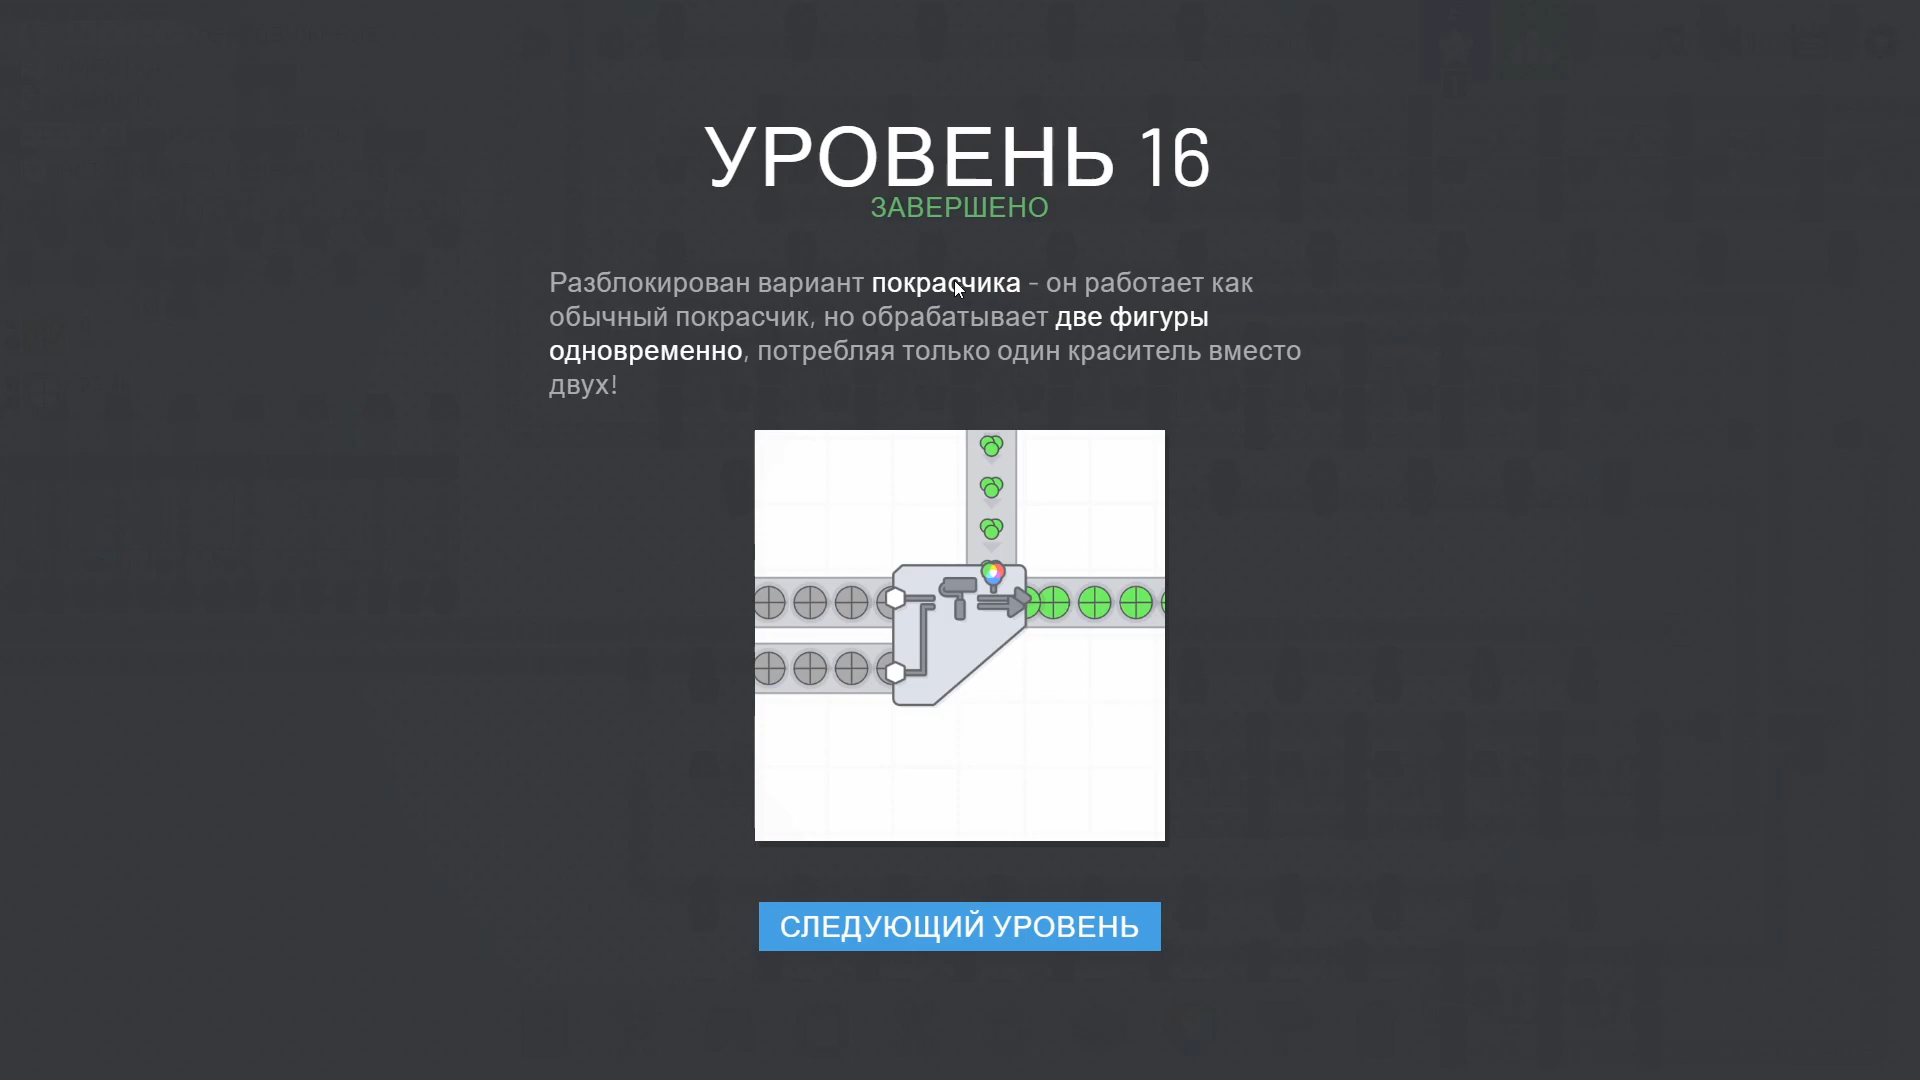 УРОВЕНЬ 16
ЗАВЕРШЕНО
Разблокирован вариант покрасчика - он работает как
обычный покрасчик, но обрабатывает две фигуры
одновременно, потребляя только один краситель вместо
двух!
СЛЕДУЮЩИЙ УРОВЕНЬ